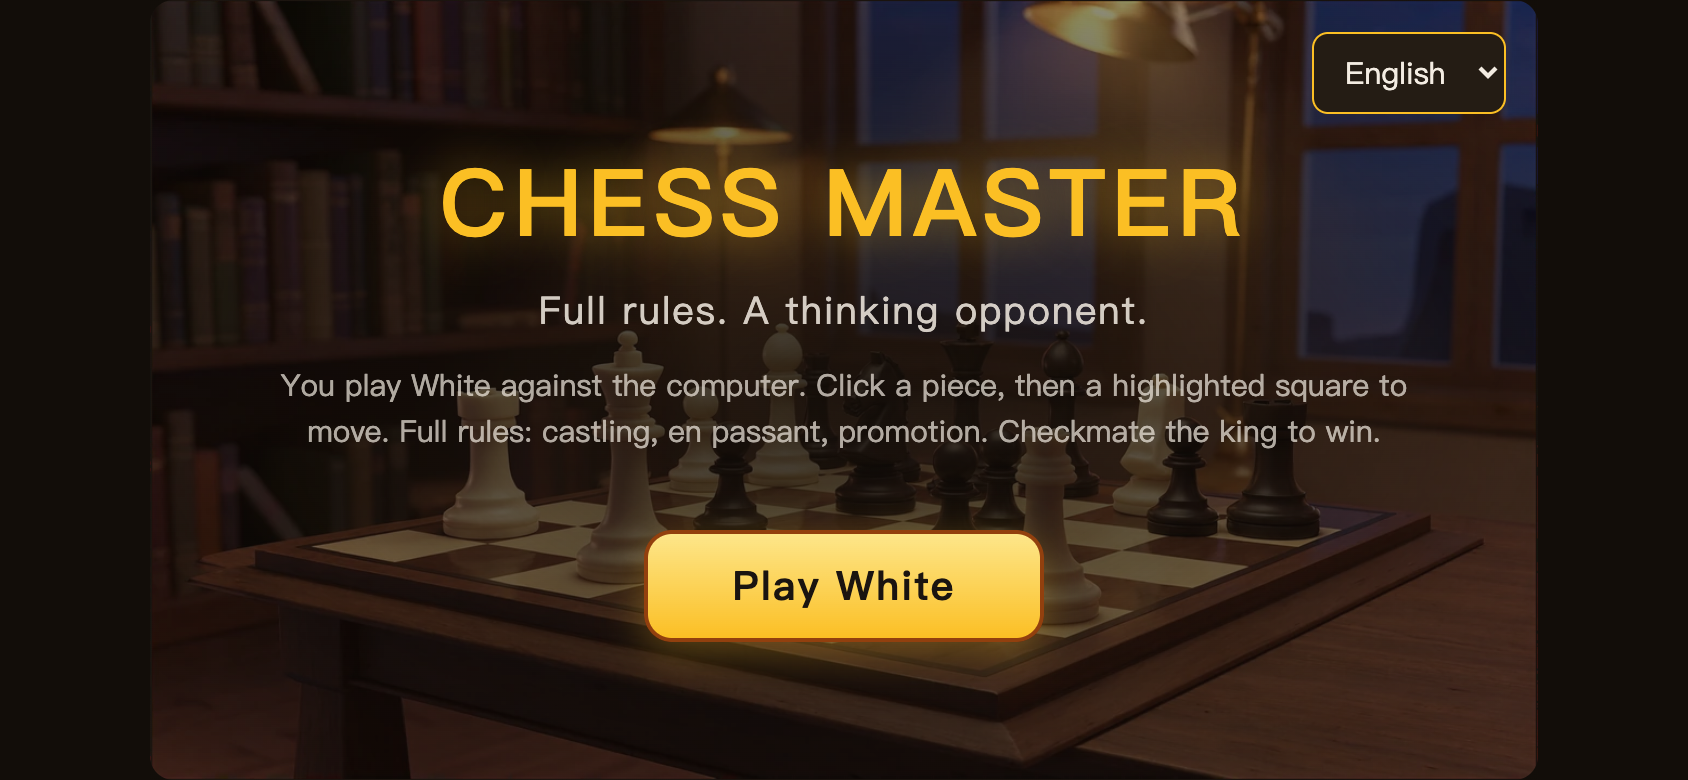 English
CHESS MASTER
Full rules. A thinking opponent.
You play White against the computer. Click a piece, then a highlighted square to
move. Full rules: castling, en passant, promotion. Checkmate the king to win.
Play White